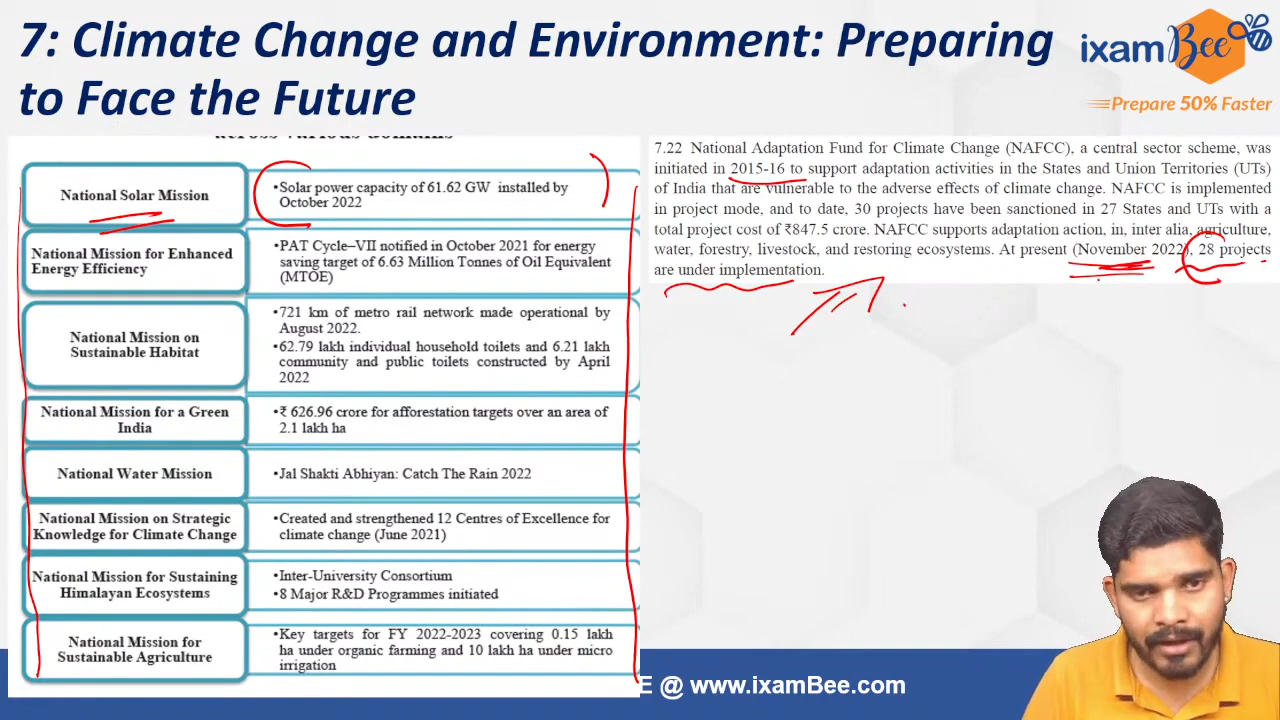 7: Climate Change and Environment: Preparing
to Face the Future
ixamBee
Prepare 50% Faster
across various domains
National Solar Mission
•Solar power capacity of 61.62 GW installed by
October 2022
National Mission for Enhanced
Energy Efficiency
•PAT Cycle–VII notified in October 2021 for energy
saving target of 6.63 Million Tonnes of Oil Equivalent
(MTOE)
National Mission on
Sustainable Habitat
•721 km of metro rail network made operational by
August 2022.
•62.79 lakh individual household toilets and 6.21 lakh
community and public toilets constructed by April
2022
National Mission for a Green
India
•₹ 626.96 crore for afforestation targets over an area of
2.1 lakh ha
National Water Mission
•Jal Shakti Abhiyan: Catch The Rain 2022
National Mission on Strategic
Knowledge for Climate Change
•Created and strengthened 12 Centres of Excellence for
climate change (June 2021)
National Mission for Sustaining
Himalayan Ecosystems
•Inter-University Consortium
•8 Major R&D Programmes initiated
National Mission for
Sustainable Agriculture
•Key targets for FY 2022-2023 covering 0.15 lakh
ha under organic farming and 10 lakh ha under micro
irrigation
7.22 National Adaptation Fund for Climate Change (NAFCC), a central sector scheme, was
initiated in 2015-16 to support adaptation activities in the States and Union Territories (UTs)
of India that are vulnerable to the adverse effects of climate change. NAFCC is implemented
in project mode, and to date, 30 projects have been sanctioned in 27 States and UTs with a
total project cost of ₹847.5 crore. NAFCC supports adaptation action, in, inter alia, agriculture,
water, forestry, livestock, and restoring ecosystems. At present (November 2022), 28 projects
are under implementation.
E @ www.ixamBee.com